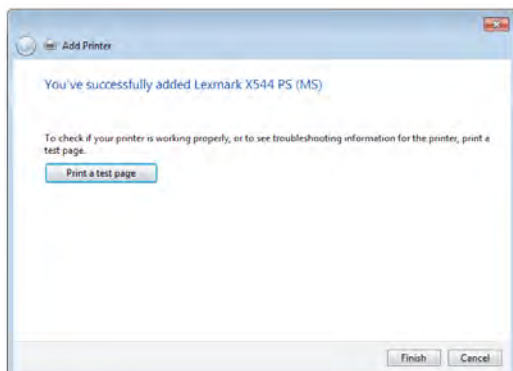 Add Printer
You've successfully added Lexmark X544 PS (MS)
To check if your printer is working properly, or to see troubleshooting information for the printer, print a
test page.
Print a test page
Finish
Cancel